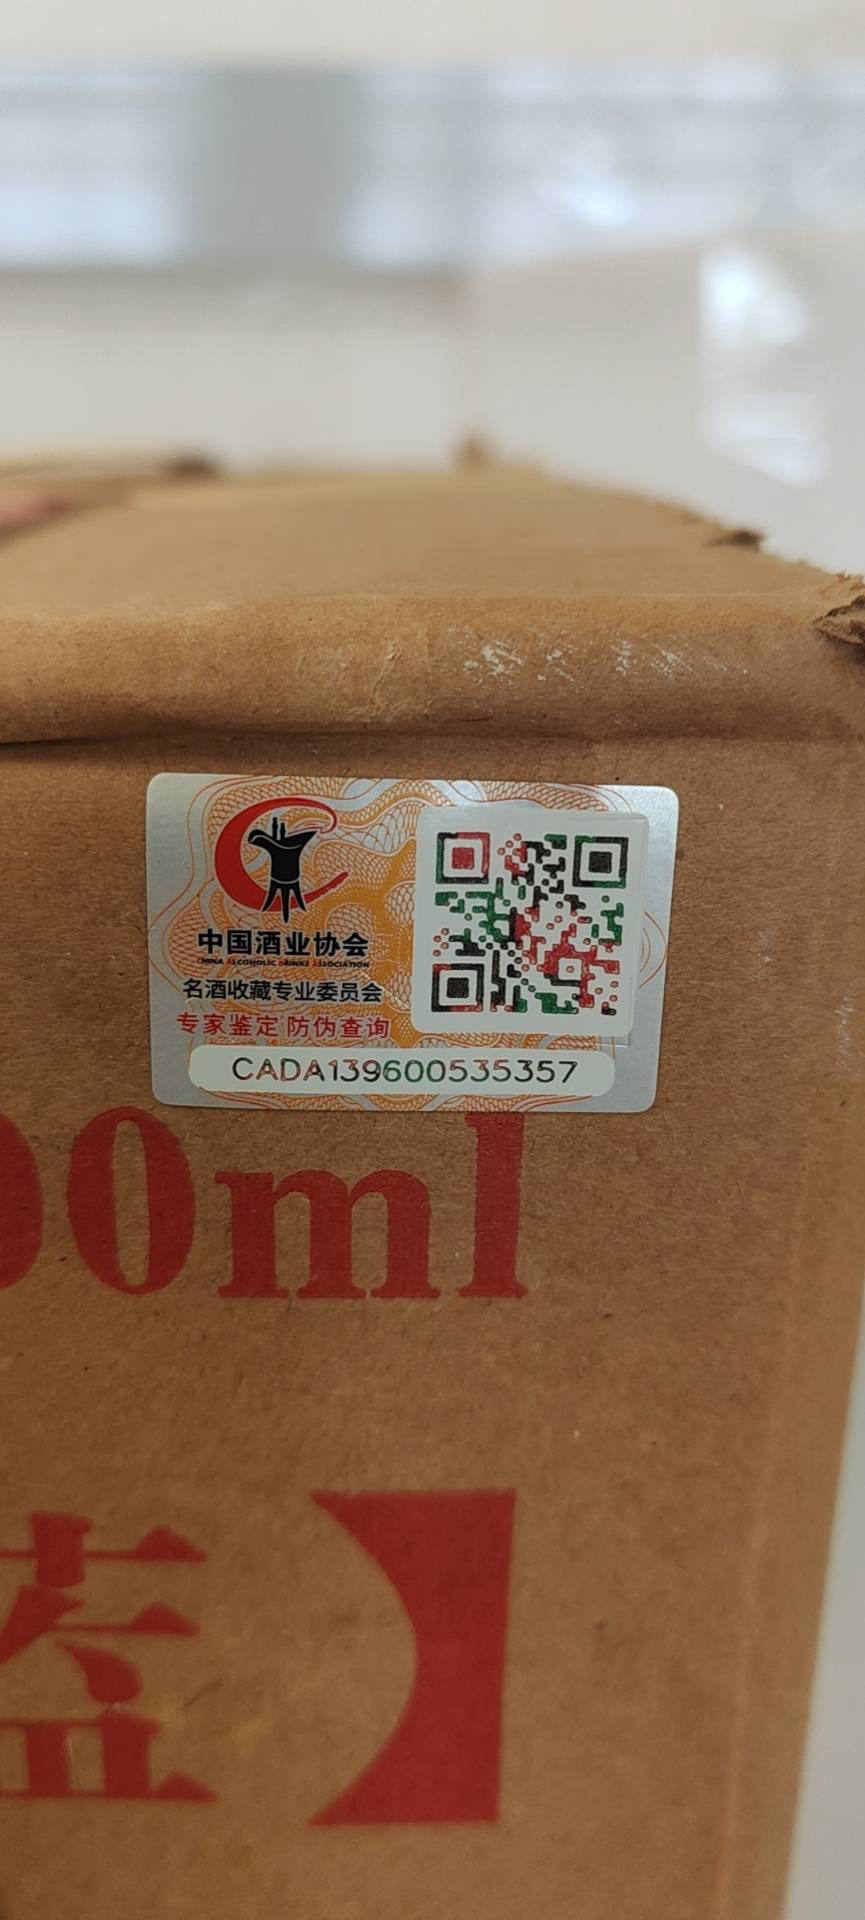 中国酒业协会
CHINA ALCOHOLIC DRINKS ASSOCIATION
名酒收藏专业委员会
专家鉴定 防伪查询
CADA139600535357
00ml
盖】